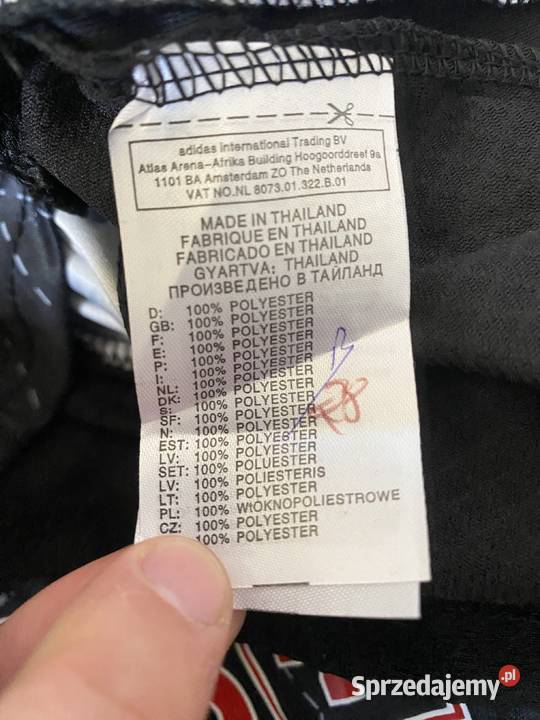 adidas International Trading BV
Atlas Arena-Afrika Building Hoogoorddreef 9a
1101 BA Amsterdam ZO The Netherlands
VAT NO.NL 8073.01.322.B.01
MADE IN THAILAND
FABRIQUE EN THAILAND
FABRICADO EN THAILAND
GYARTVA: THAILAND
ПРОИЗВЕДЕНО В ТАЙЛАНД
D: 100% POLYESTER
GB: 100% POLYESTER
F: 100% POLYESTER
E: 100% POLYESTER
P: 100% POLYESTER
I: 100% POLYESTER
NL: 100% POLYESTER
DK: 100% POLYESTER
S: 100% POLYESTER
SF: 100% POLYESTER
N: 100% POLYESTER
EST: 100% POLYESTER
LV: 100% POLUESTER
SET: 100% POLIESTERIS
LV: 100% POLYESTER
LT: 100% WŁÓKNOPOLIESTROWE
PL: 100% POLYESTER
CZ: 100% POLYESTER
28
Sprzedajemy.pl